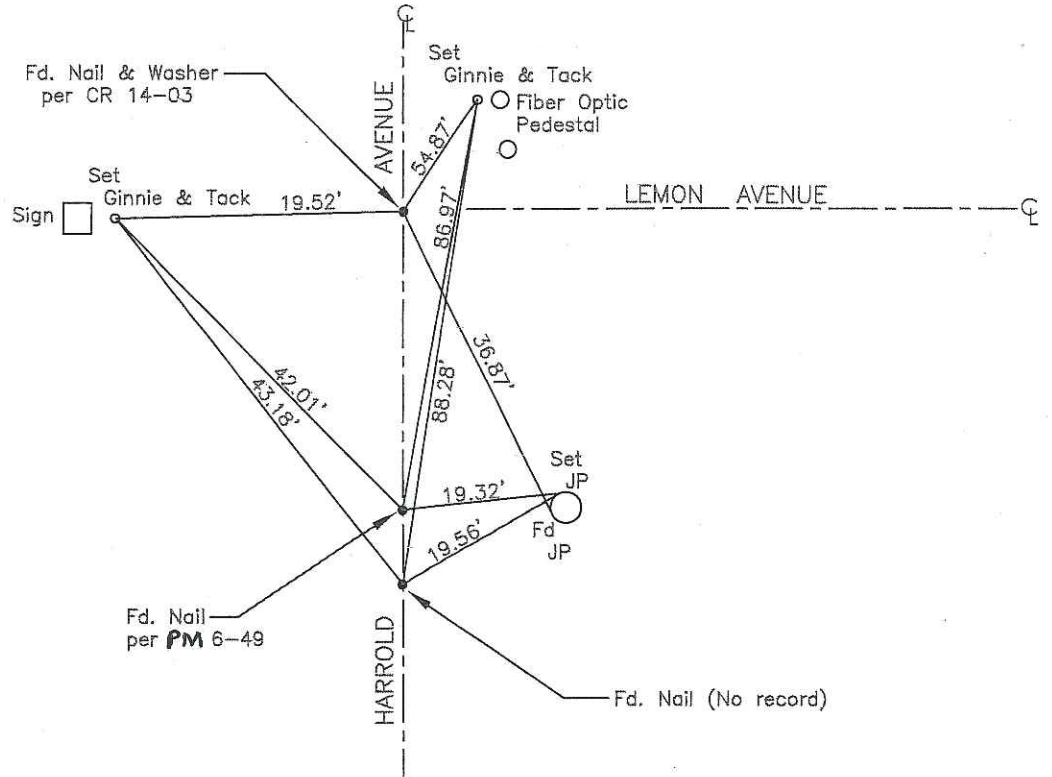 ℄
Set
Ginnie & Tack
Fiber Optic
Pedestal
Fd. Nail & Washer
per CR 14-03
AVENUE
54.87'
Set
Ginnie & Tack
Sign
19.52'
LEMON AVENUE
℄
86.97'
88.28'
36.87'
42.01'
43.18'
Set
JP
19.32'
Fd
JP
19.56'
Fd. Nail
per PM 6-49
HARROLD
Fd. Nail (No record)